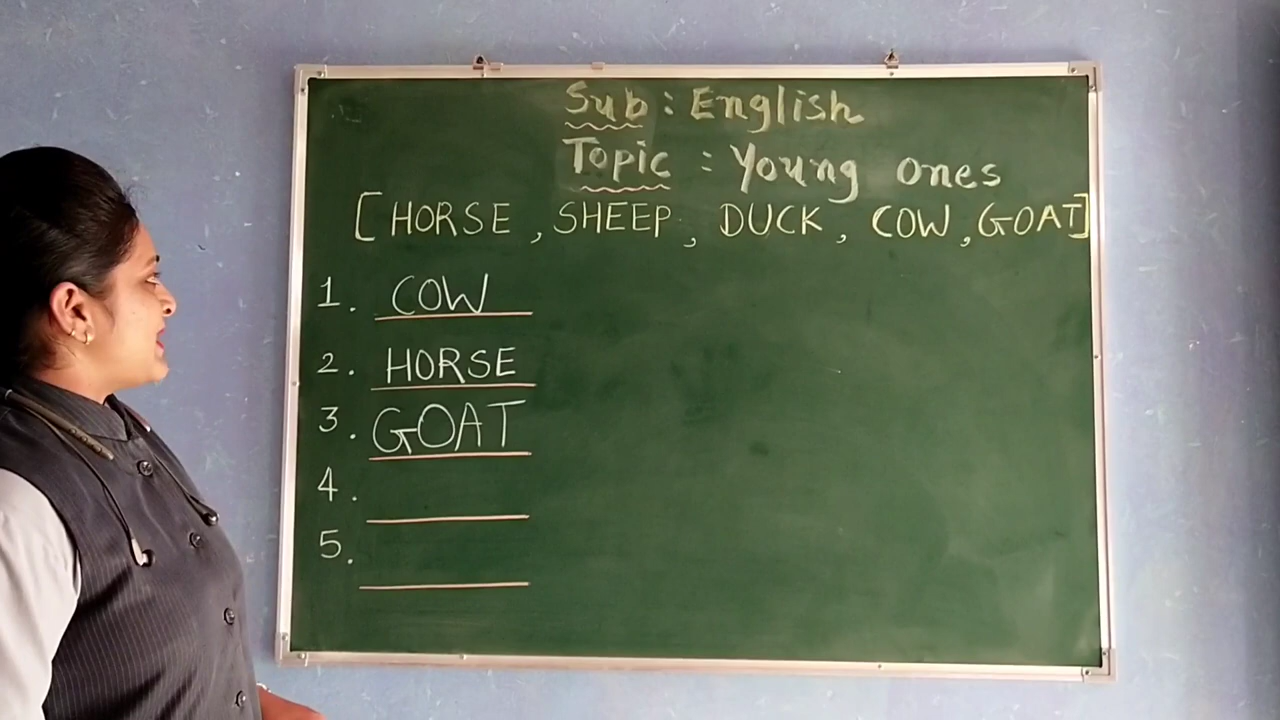 Sub : English
Topic : Young ones
[HORSE , SHEEP , DUCK , COW , GOAT]
1. COW
2. HORSE
3. GOAT
4.
5.